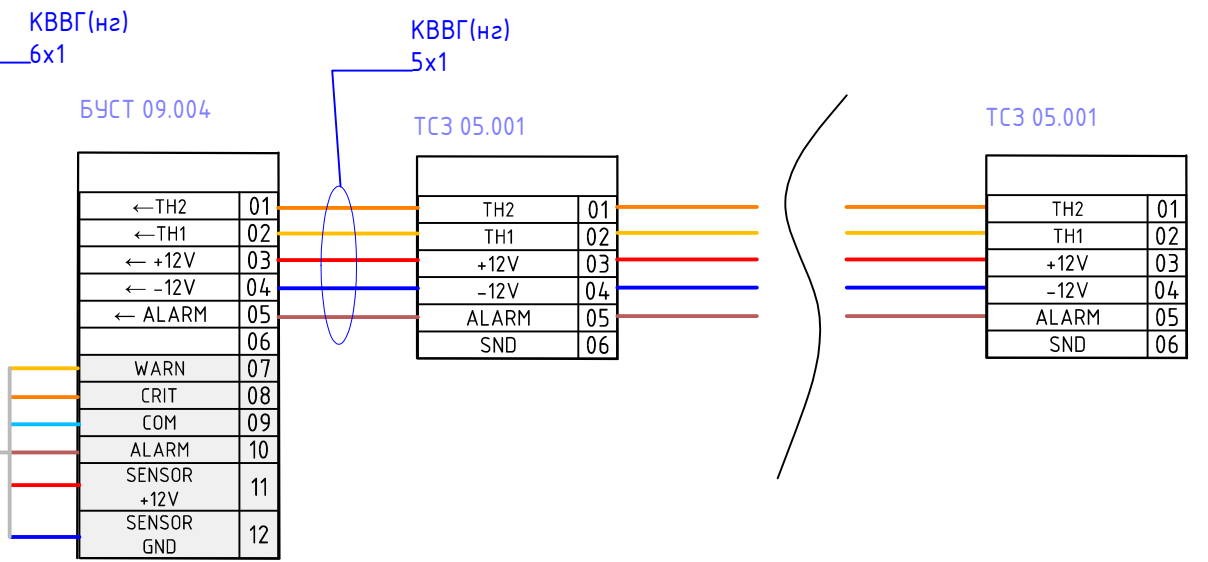 КВВГ(нг)
6х1
КВВГ(нг)
5х1
БУСТ 09.004
ТСЗ 05.001
ТСЗ 05.001
←TH2 01
←TH1 02
← +12V 03
← -12V 04
← ALARM 05
06
WARN 07
CRIT 08
COM 09
ALARM 10
SENSOR
+12V 11
SENSOR
GND 12
TH2 01
TH1 02
+12V 03
-12V 04
ALARM 05
SND 06
TH2 01
TH1 02
+12V 03
-12V 04
ALARM 05
SND 06